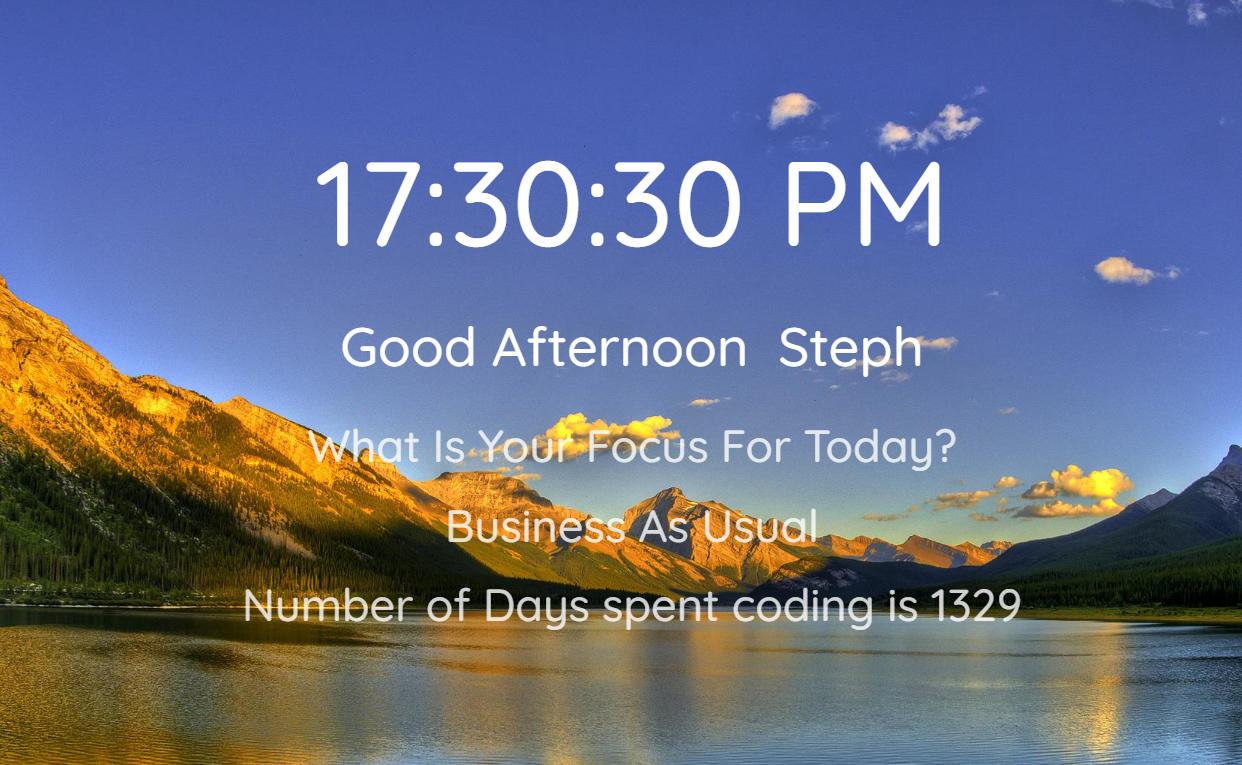 17:30:30 PM
Good Afternoon Steph
What Is Your Focus For Today?
Business As Usual
Number of Days spent coding is 1329